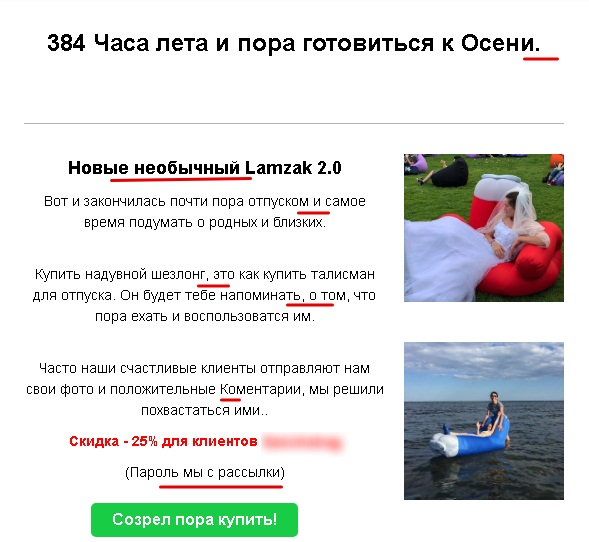 384 Часа лета и пора готовиться к Осени.
Новые необычный Lamzak 2.0
Вот и закончилась почти пора отпуском и самое
время подумать о родных и близких.
Купить надувной шезлонг, это как купить талисман
для отпуска. Он будет тебе напоминать, о том, что
пора ехать и воспользоватся им.
Часто наши счастливые клиенты отправляют нам
свои фото и положительные Коментарии, мы решили
похвастаться ими..
Скидка - 25% для клиентов
(Пароль мы с рассылки)
Созрел пора купить!